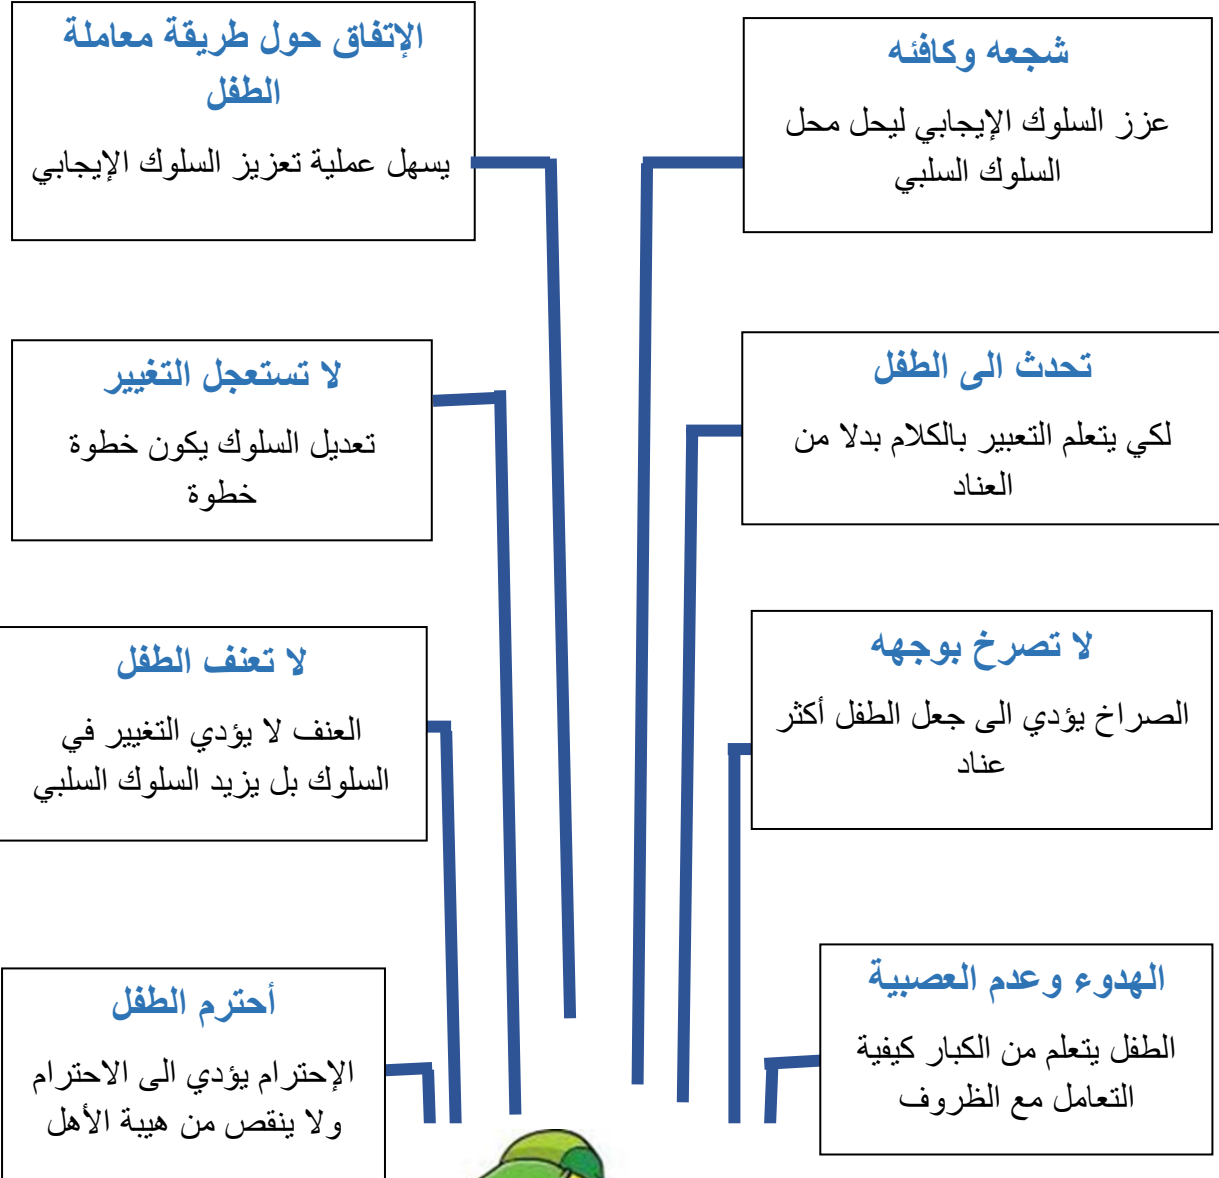 شجعه وكافئه
عزز السلوك الإيجابي ليحل محل
السلوك السلبي
الإتفاق حول طريقة معاملة
الطفل
يسهل عملية تعزيز السلوك الإيجابي
تحدث الى الطفل
لكي يتعلم التعبير بالكلام بدلا من
العناد
لا تستعجل التغيير
تعديل السلوك يكون خطوة
خطوة
لا تصرخ بوجهه
الصراخ يؤدي الى جعل الطفل أكثر
عناد
لا تعنف الطفل
العنف لا يؤدي التغيير في
السلوك بل يزيد السلوك السلبي
الهدوء وعدم العصبية
الطفل يتعلم من الكبار كيفية
التعامل مع الظروف
أحترم الطفل
الإحترام يؤدي الى الاحترام
ولا ينقص من هيبة الأهل